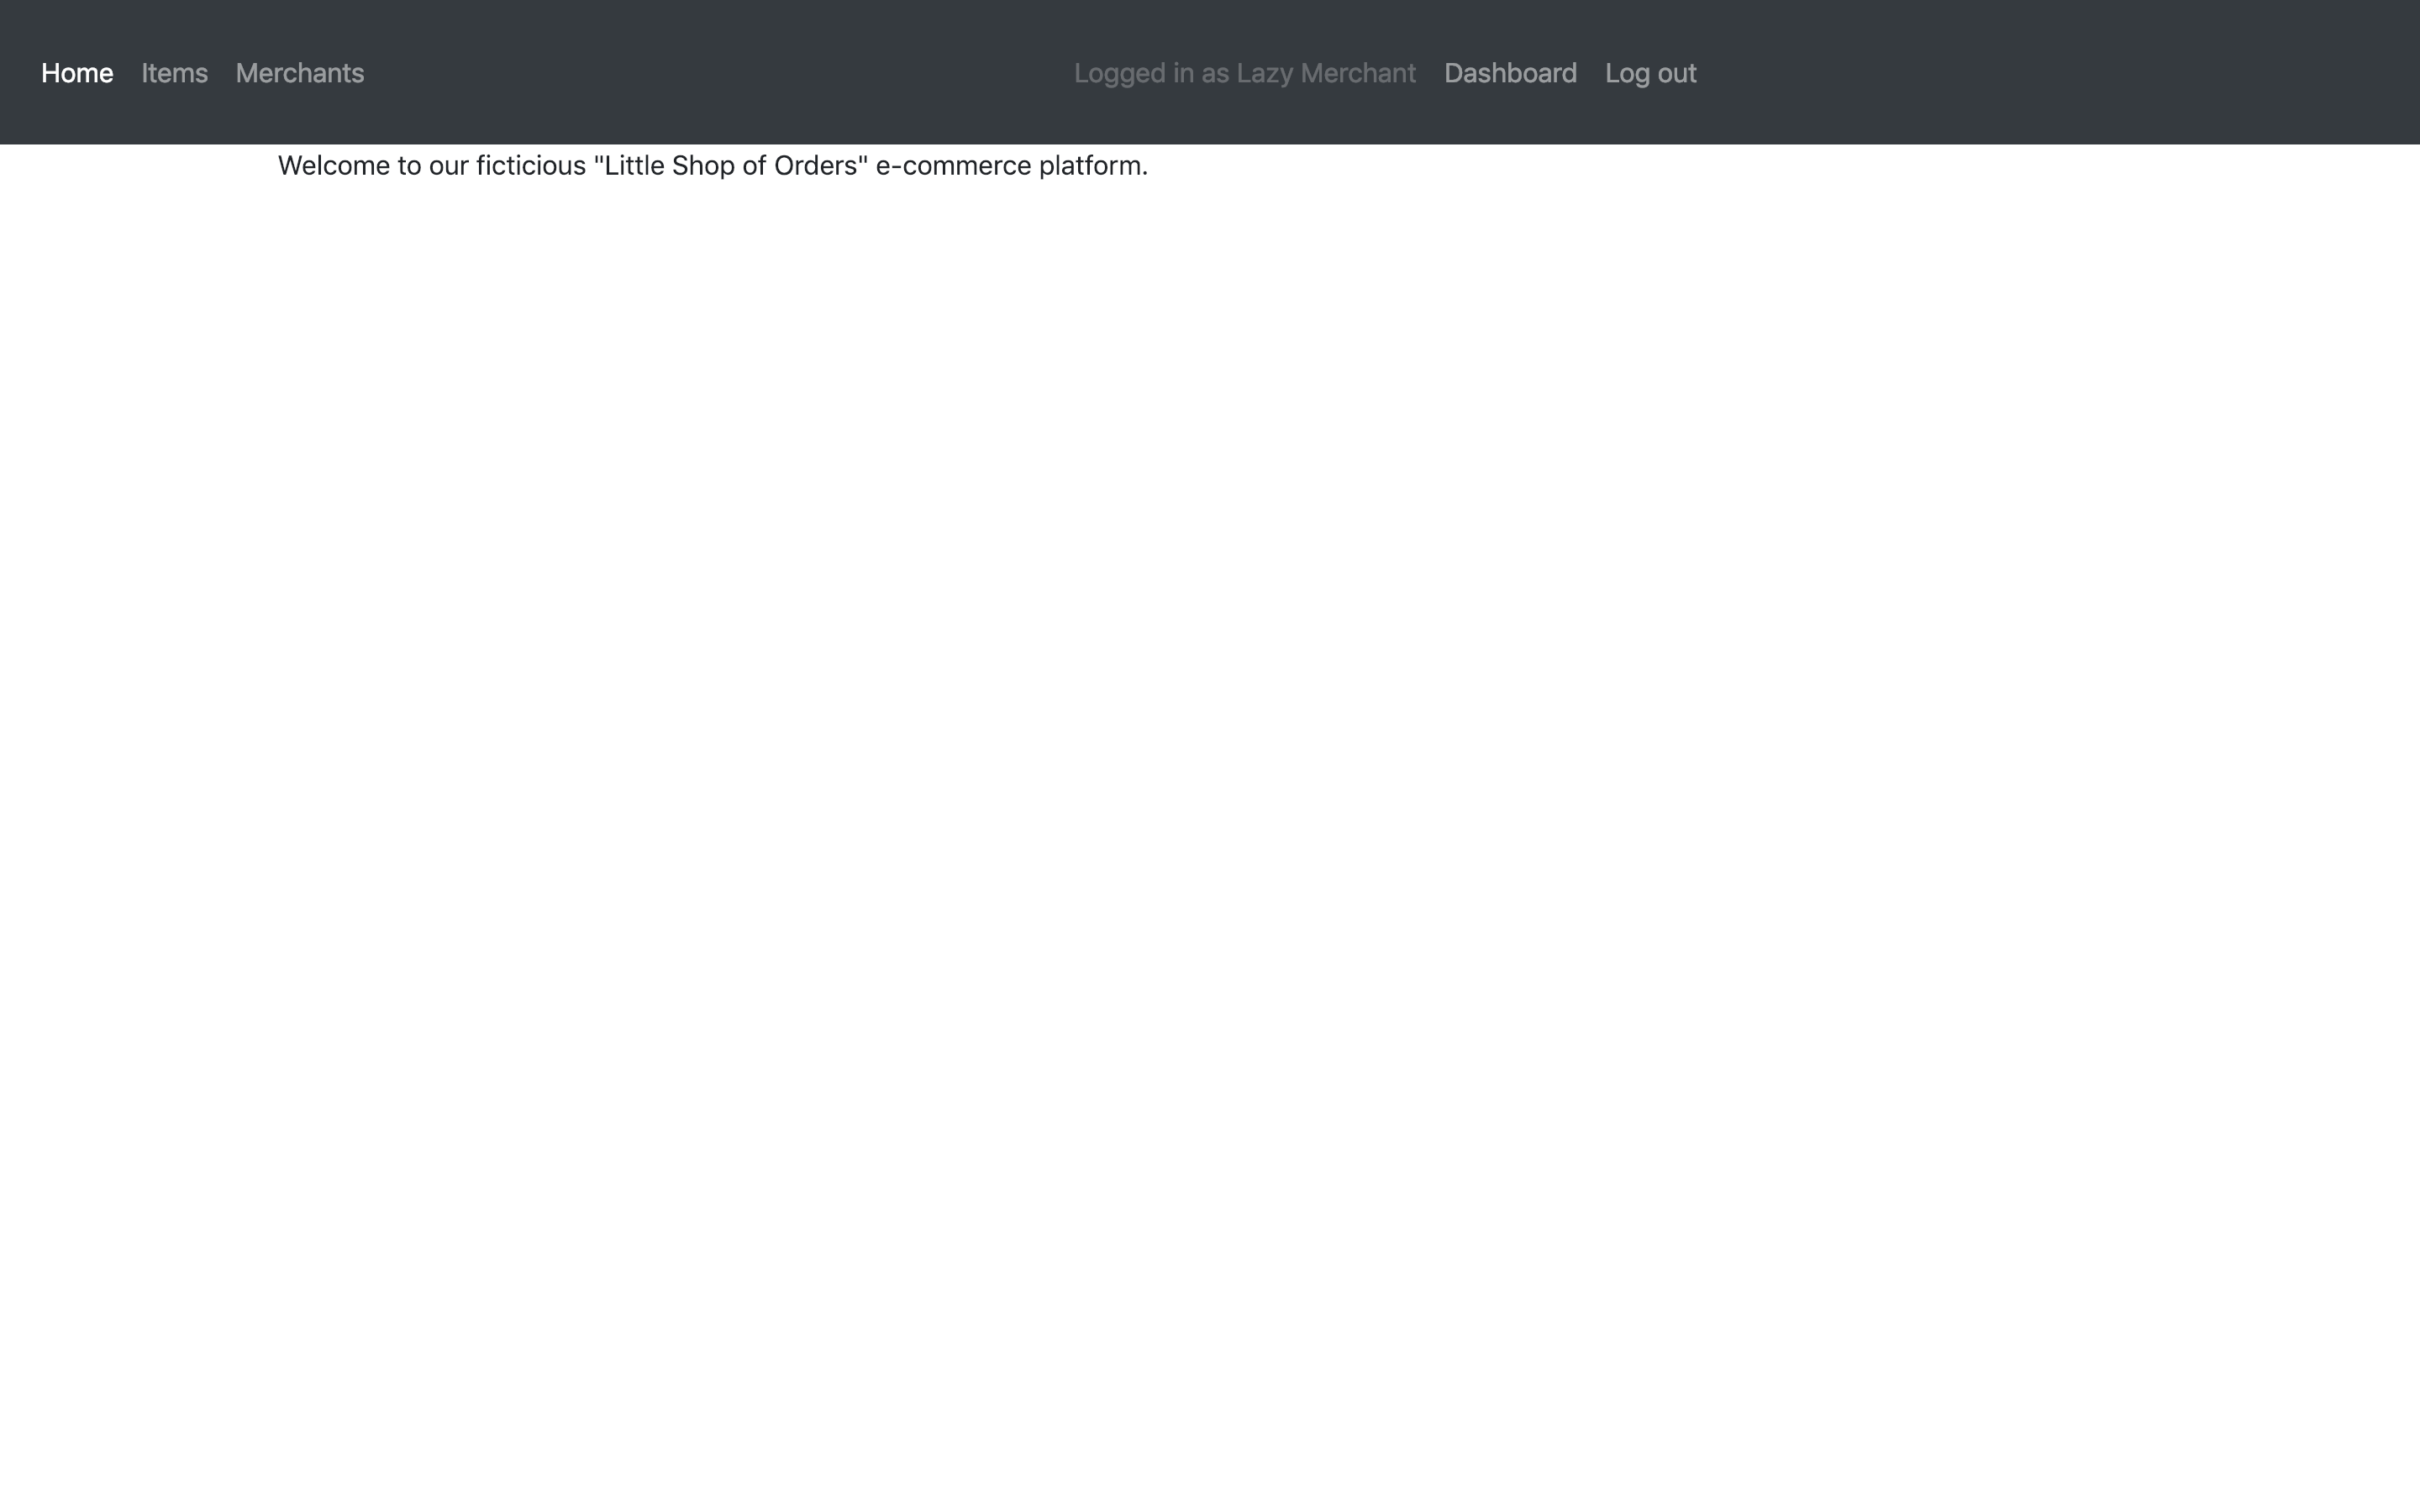 Home Items Merchants Logged in as Lazy Merchant Dashboard Log out
Welcome to our ficticious "Little Shop of Orders" e-commerce platform.